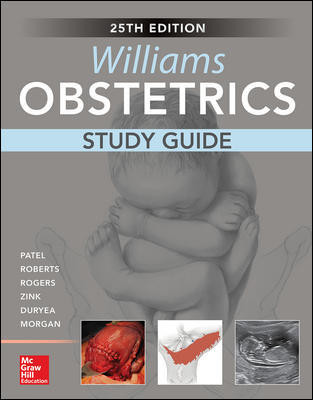 25TH EDITION
Williams
OBSTETRICS
STUDY GUIDE
PATEL
ROBERTS
ROGERS
ZINK
DURYEA
MORGAN
Mc
Graw
Hill
Education